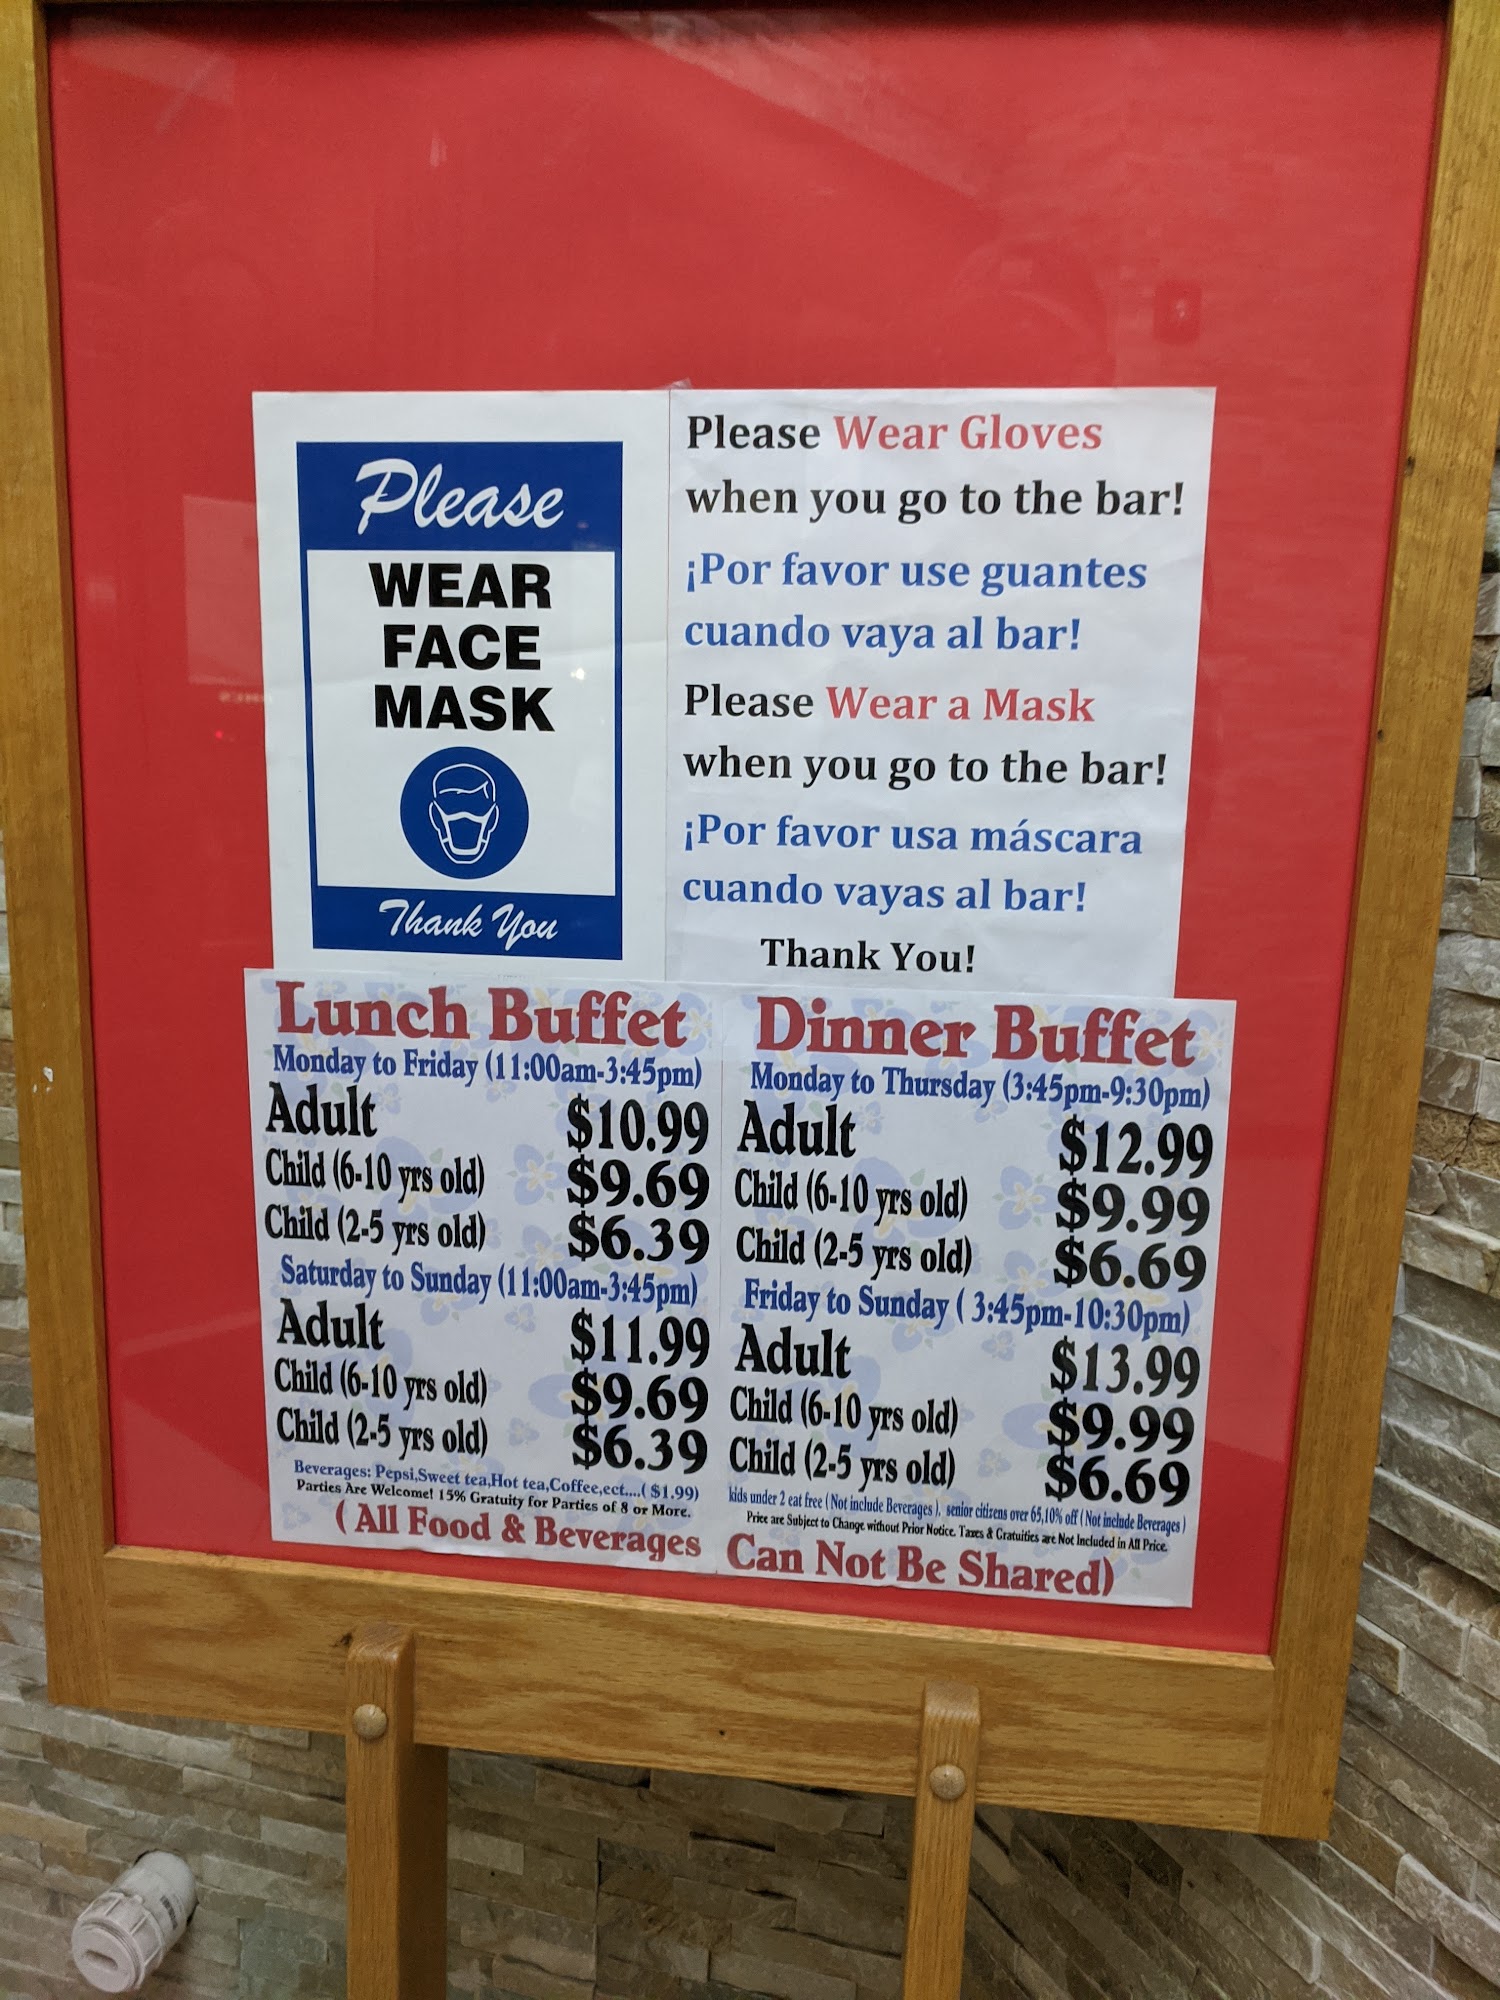 Please
WEAR
FACE
MASK
Thank You
Please Wear Gloves
when you go to the bar!
¡Por favor use guantes
cuando vaya al bar!
Please Wear a Mask
when you go to the bar!
¡Por favor usa máscara
cuando vayas al bar!
Thank You!
Lunch Buffet
Monday to Friday (11:00am-3:45pm)
Adult $10.99
Child (6-10 yrs old) $9.69
Child (2-5 yrs old) $6.39
Saturday to Sunday (11:00am-3:45pm)
Adult $11.99
Child (6-10 yrs old) $9.69
Child (2-5 yrs old) $6.39
Beverages: Pepsi,Sweet tea,Hot tea,Coffee,ect....( $1.99)
Parties Are Welcome! 15% Gratuity for Parties of 8 or More.
Dinner Buffet
Monday to Thursday (3:45pm-9:30pm)
Adult $12.99
Child (6-10 yrs old) $9.99
Child (2-5 yrs old) $6.69
Friday to Sunday ( 3:45pm-10:30pm)
Adult $13.99
Child (6-10 yrs old) $9.99
Child (2-5 yrs old) $6.69
kids under 2 eat free ( Not include Beverages ), senior citizens over 65,10% off ( Not include Beverages )
Price are Subject to Change without Prior Notice. Taxes & Gratuities are Not Included in All Price.
( All Food & Beverages Can Not Be Shared)